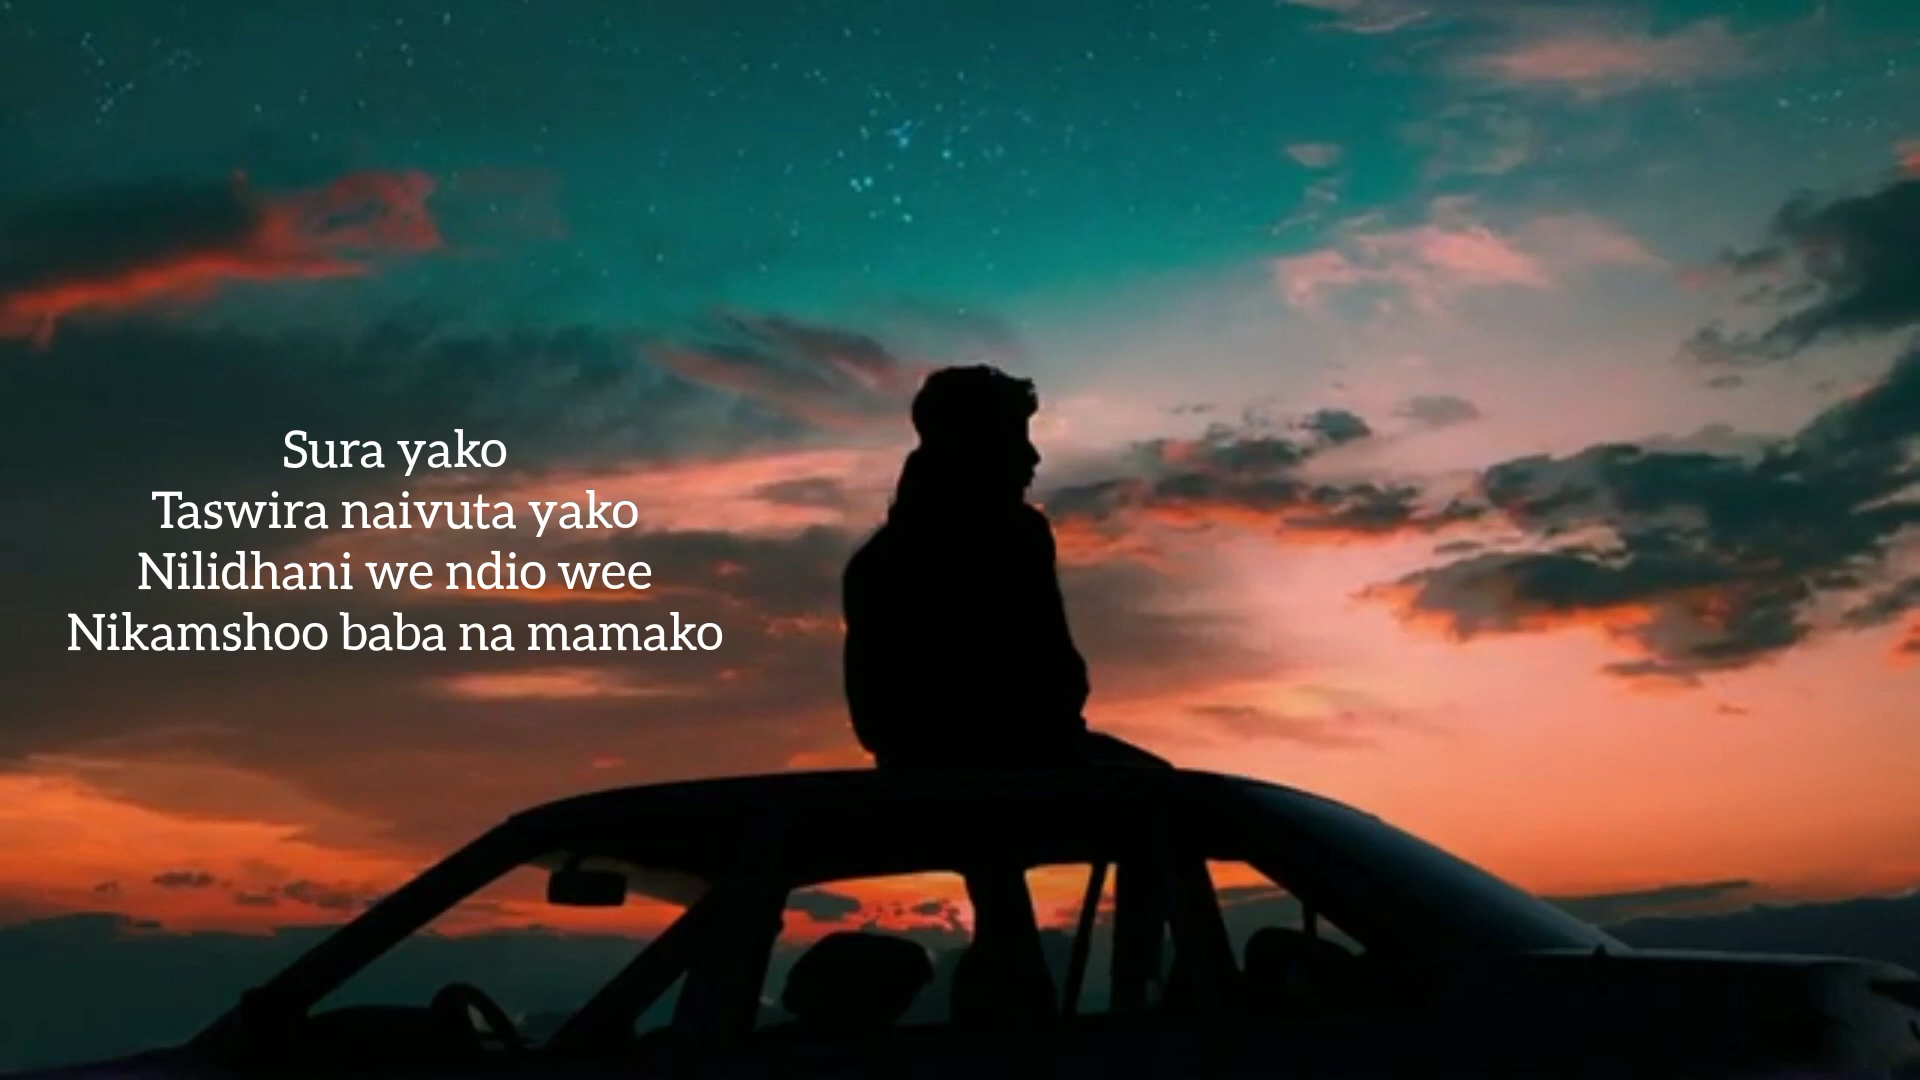 Sura yako
Taswira naivuta yako
Nilidhani we ndio wee
Nikamshoo baba na mamako